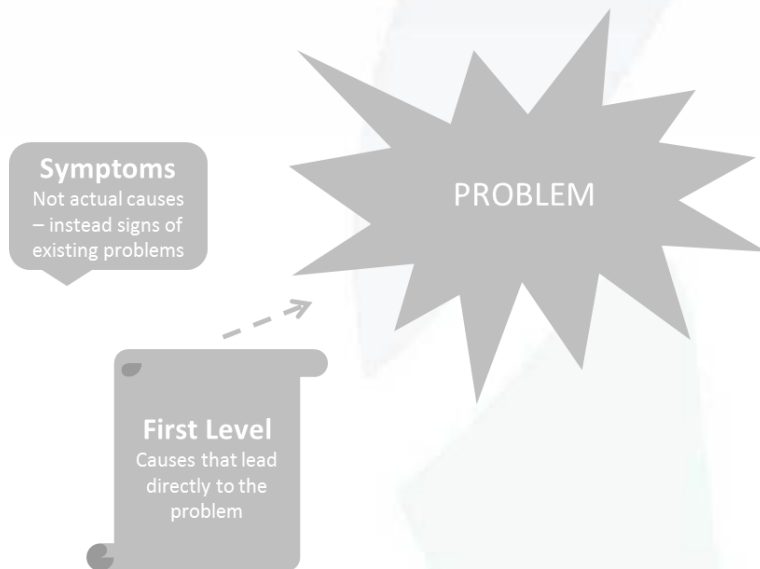 PROBLEM
Symptoms
Not actual causes
– instead signs of
existing problems
First Level
Causes that lead
directly to the
problem